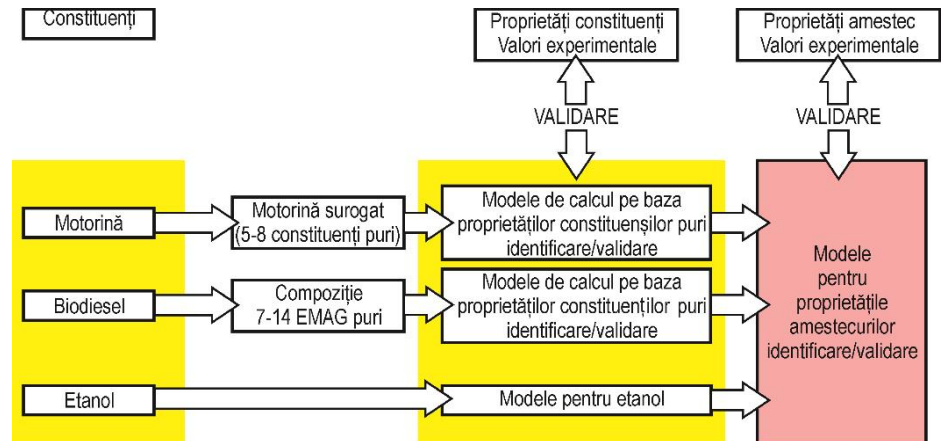 Constituenți
Proprietăți constituenți
Valori experimentale
Proprietăți amestec
Valori experimentale
VALIDARE
VALIDARE
Motorină
Motorină surogat
(5-8 constituenți puri)
Modele de calcul pe baza
proprietăților constituenșilor puri
identificare/validare
Biodiesel
Compoziție
7-14 EMAG puri
Modele de calcul pe baza
proprietăților constituenților puri
identificare/validare
Etanol
Modele pentru etanol
Modele
pentru
proprietățile
amestecurilor
identificare/validare